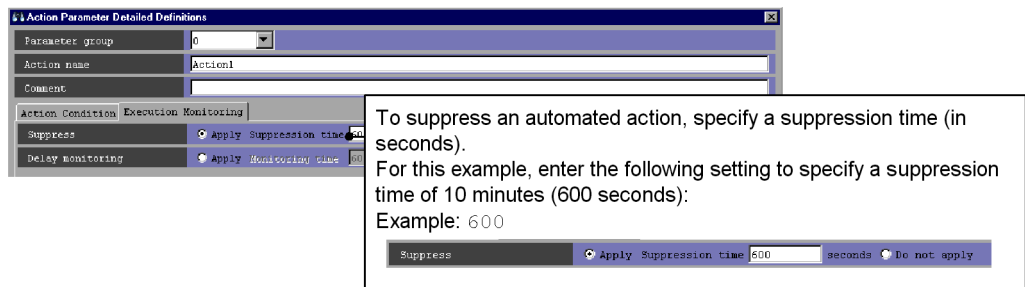 Action Parameter Detailed Definitions
Parameter group 0
Action name Action1
Comment
Action Condition Execution Monitoring
Suppress Apply Suppression time 60
Delay monitoring Apply Monitoring time 60
To suppress an automated action, specify a suppression time (in
seconds).
For this example, enter the following setting to specify a suppression
time of 10 minutes (600 seconds):
Example: 600
Suppress Apply Suppression time 600 seconds Do not apply